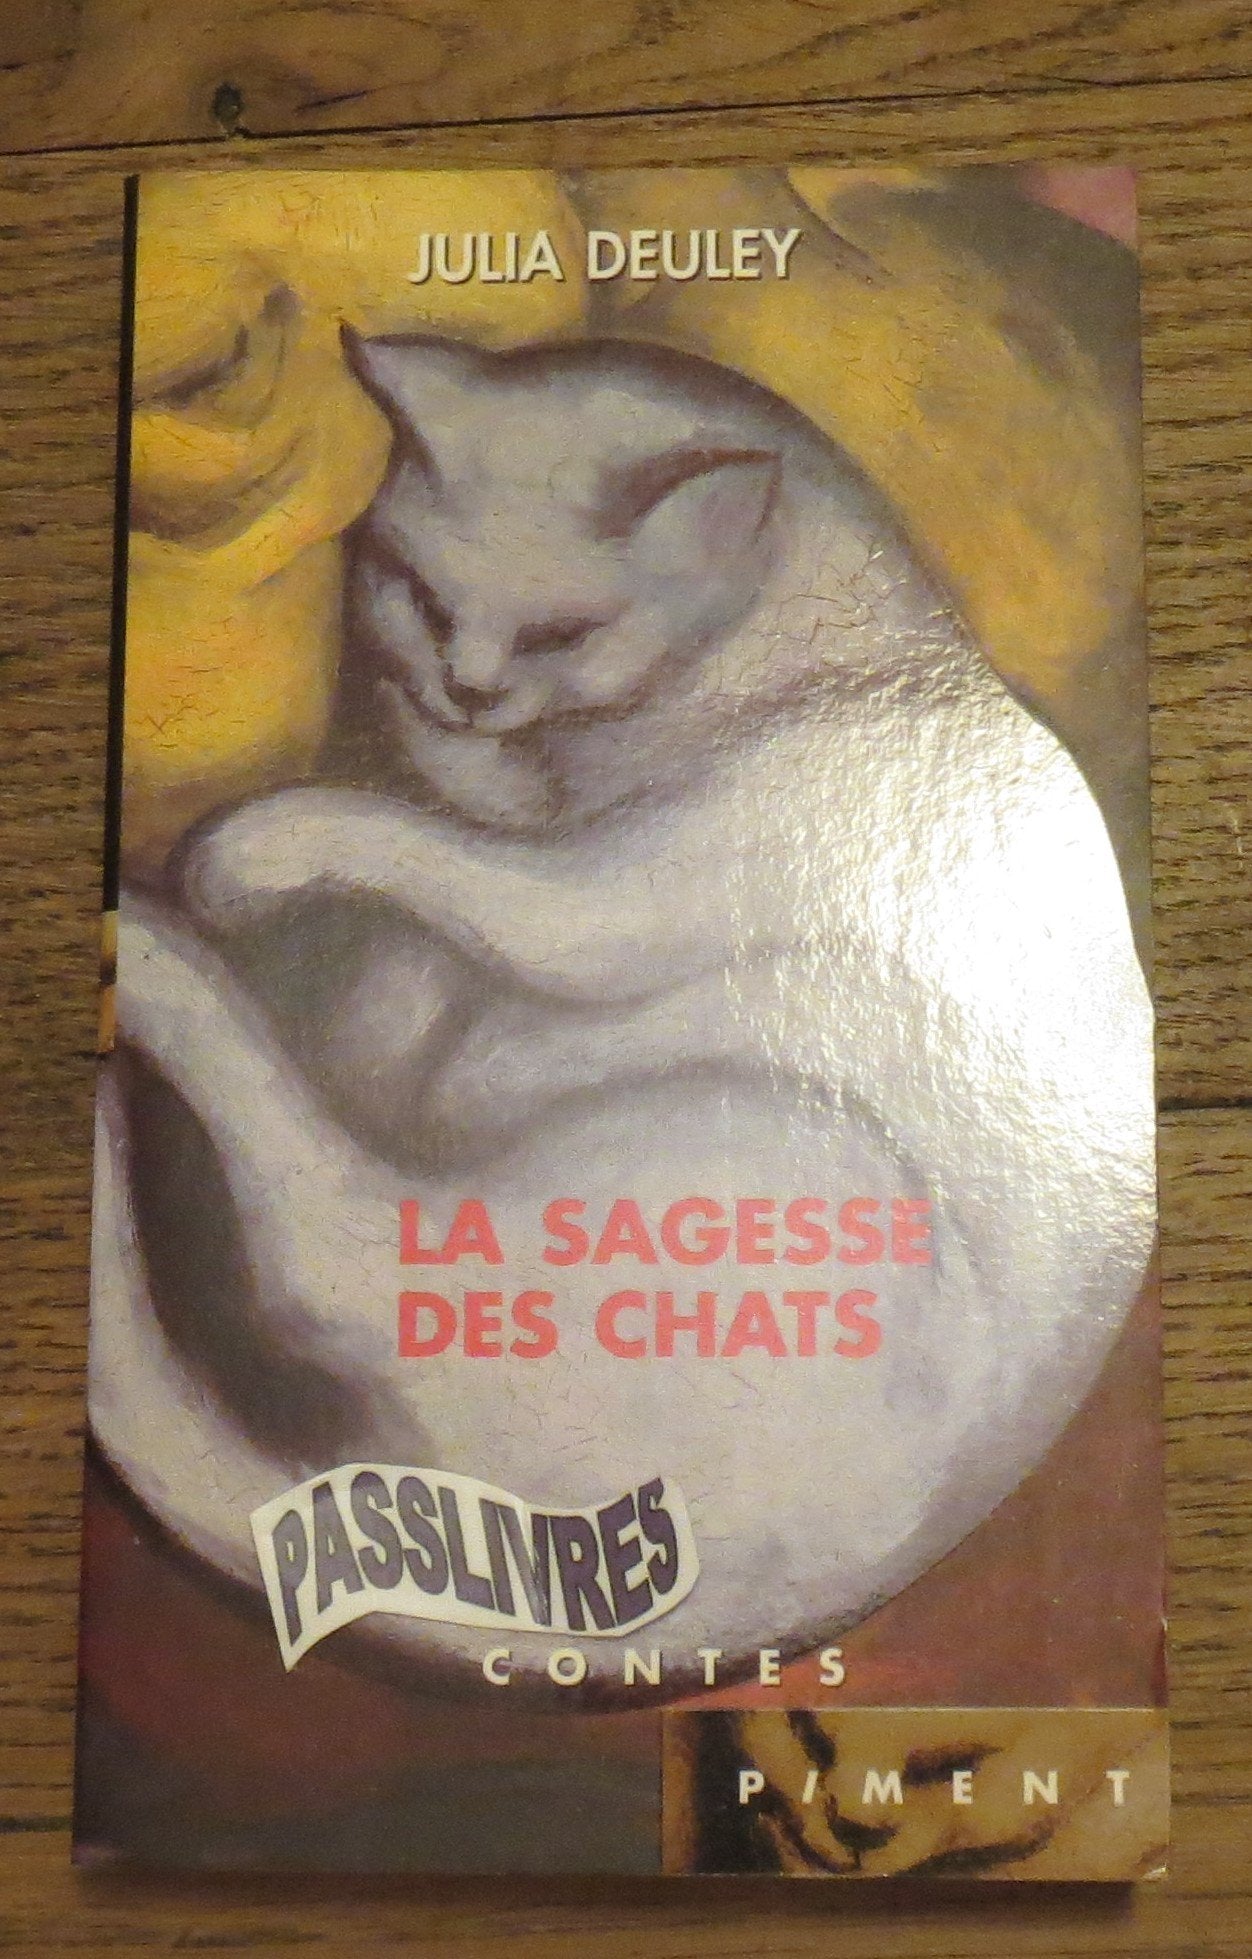 JULIA DEULEY
LA SAGESSE
DES CHATS
PASSLIVRES
CONTES
PIMENT